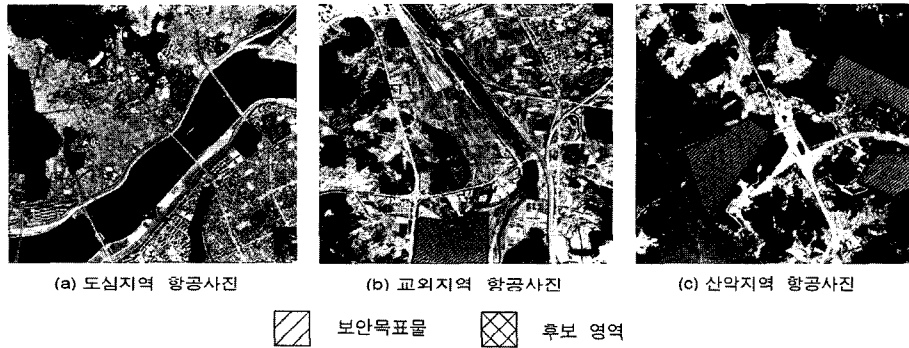 (a) 도심지역 항공사진
(b) 교외지역 항공사진
(c) 산악지역 항공사진
보안목표물
후보 영역